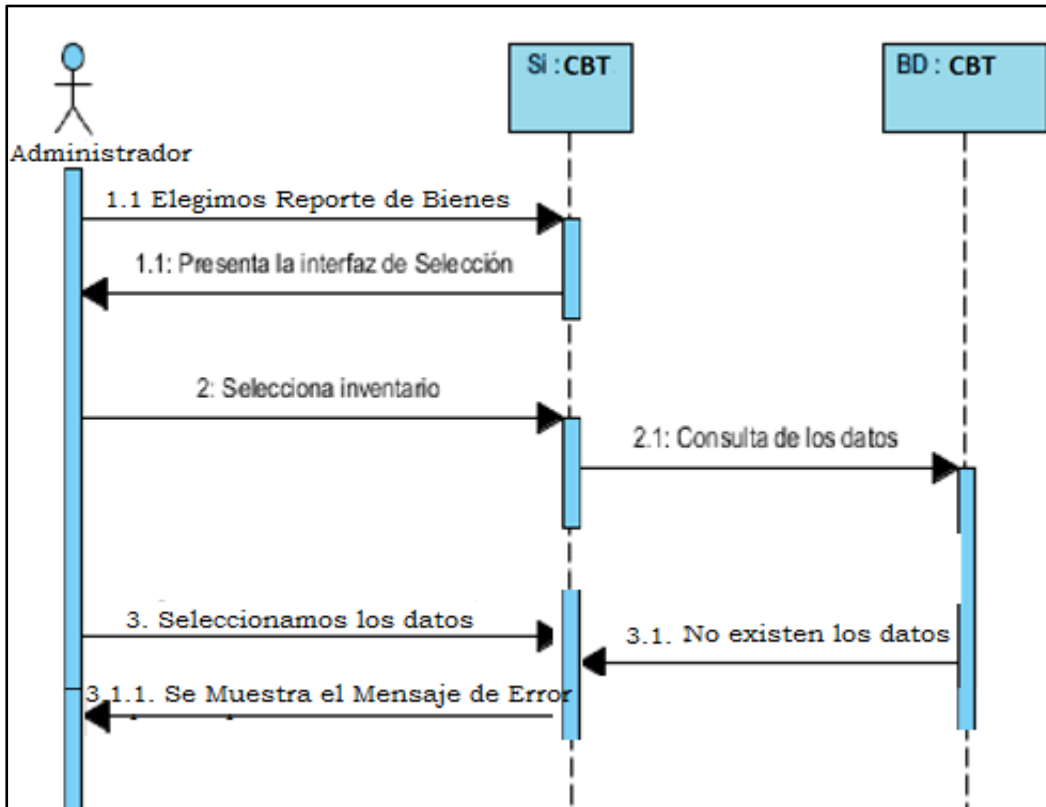 Si : CBT
BD : CBT
Administrador
1.1 Elegimos Reporte de Bienes
1.1: Presenta la interfaz de Selección
2: Selecciona inventario
2.1: Consulta de los datos
3. Seleccionamos los datos
3.1. No existen los datos
3.1.1. Se Muestra el Mensaje de Error